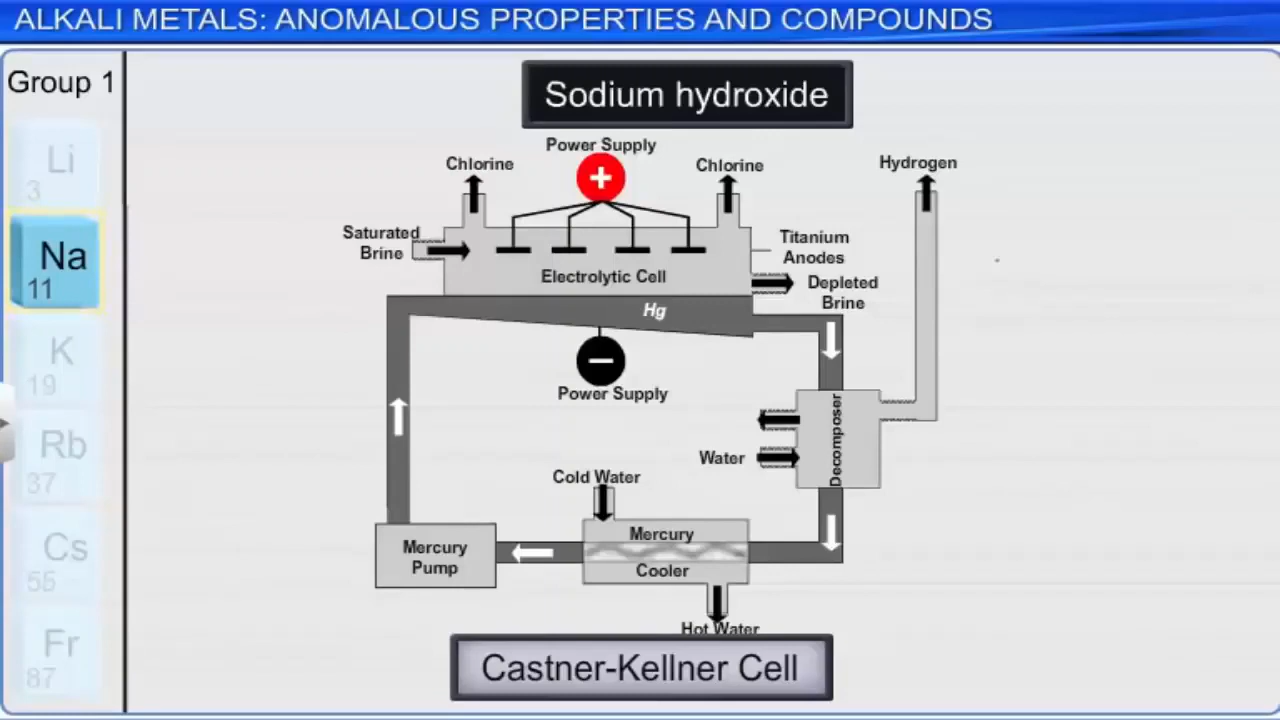 ALKALI METALS: ANOMALOUS PROPERTIES AND COMPOUNDS
Group 1
Li
3
Na
11
K
19
Rb
37
Cs
55
Fr
87
Sodium hydroxide
Power Supply
+
Chlorine
Chlorine
Hydrogen
Saturated
Brine
Titanium
Anodes
Electrolytic Cell
Depleted
Brine
Hg
−
Power Supply
Decomposer
Water
Cold Water
Mercury
Cooler
Mercury
Pump
Hot Water
Castner-Kellner Cell